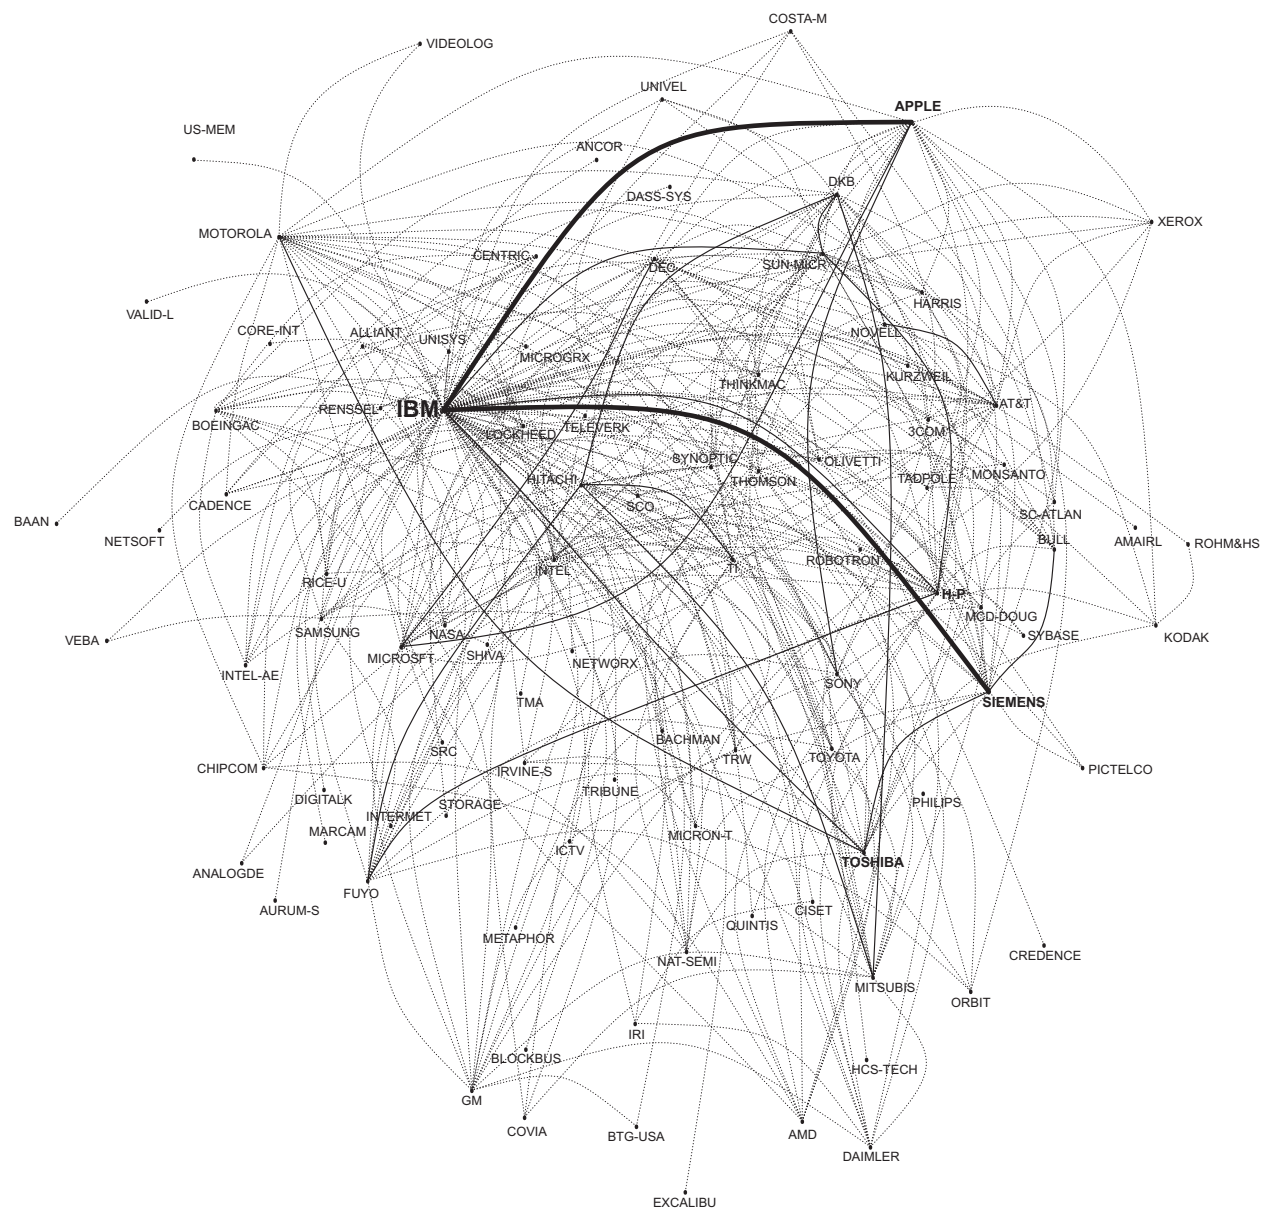 COSTA-M
VIDEOLOG
UNIVEL
APPLE
US-MEM
ANCOR
DKB
DASS-SYS
XEROX
MOTOROLA
CENTRIC
DEC
SUN-MICR
HARRIS
VALID-L
CORE-INT
ALLIANT
UNISYS
NOVELL
MICROGRX
THINKMAC
KURZWEIL
RENSSEL
IBM
AT&T
BOEINGAC
LOCKHEED
TELEVERK
3COM
SYNOPTIC
OLIVETTI
HITACHI
THOMSON
TADPOLE
MONSANTO
CADENCE
SCO
SC-ATLAN
BAAN
NETSOFT
BULL
AMAIRL
ROHM&HS
INTEL
TI
ROBOTRON
RICE-U
H-P
MCD-DOUG
SAMSUNG
NASA
SYBASE
KODAK
VEBA
MICROSFT
SHIVA
NETWORX
INTEL-AE
SONY
TMA
SIEMENS
SRC
BACHMAN
TRW
TOYOTA
CHIPCOM
IRVINE-S
PICTELCO
TRIBUNE
DIGITALK
STORAGE
PHILIPS
INTERMET
MARCAM
MICRON-T
ICTV
TOSHIBA
ANALOGDE
FUYO
AURUM-S
CISET
QUINTIS
METAPHOR
NAT-SEMI
CREDENCE
MITSUBIS
ORBIT
IRI
BLOCKBUS
HCS-TECH
GM
COVIA
BTG-USA
AMD
DAIMLER
EXCALIBU